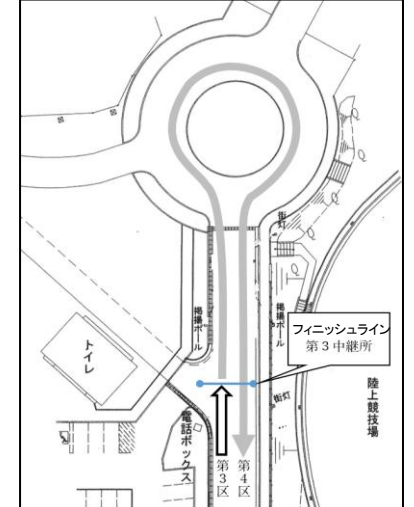 街灯
掲揚ポール
掲揚ポール
フィニッシュライン
第3中継所
トイレ
陸上競技場
街灯
電話ボックス
第3区
第4区